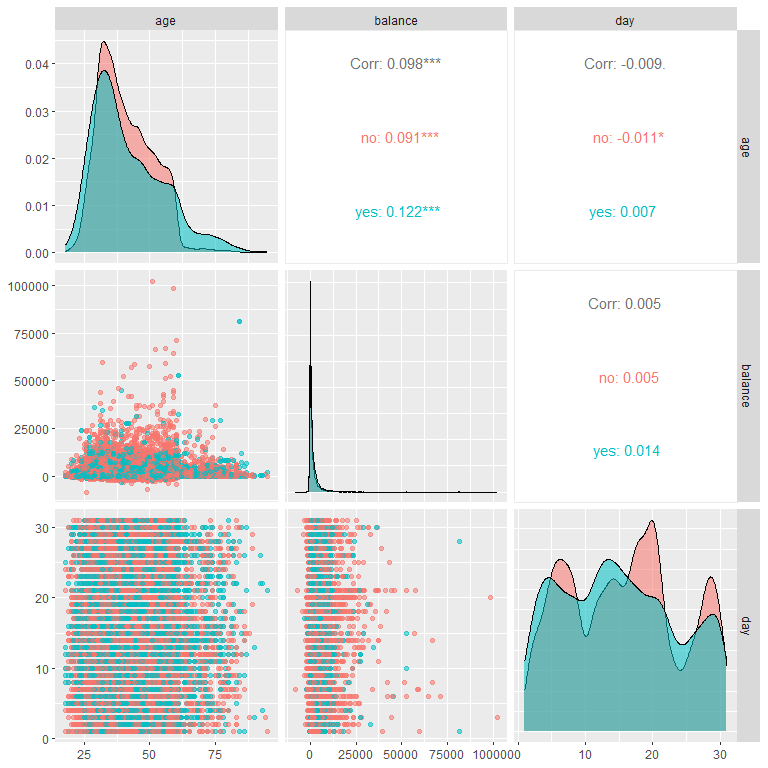 age
balance
day
0.04
0.03
0.02
0.01
0.00
Corr: 0.098***
no: 0.091***
yes: 0.122***
Corr: -0.009.
no: -0.011*
yes: 0.007
age
100000
75000
50000
25000
0
Corr: 0.005
no: 0.005
yes: 0.014
balance
30
20
10
0
day
25
50
75
0
25000
50000
75000
100000
0
10
20
30